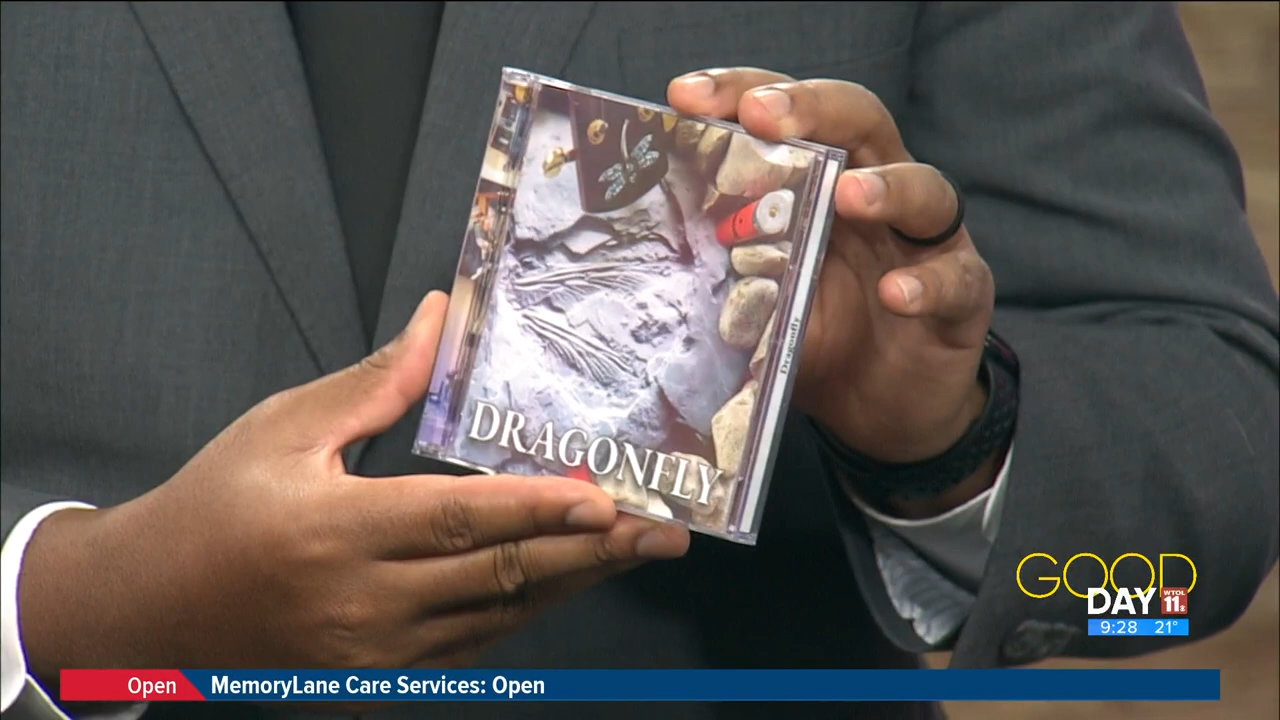 DRAGONFLY
Dragonfly
GOOD
DAY WTOL 11
9:28 21°
Open MemoryLane Care Services: Open